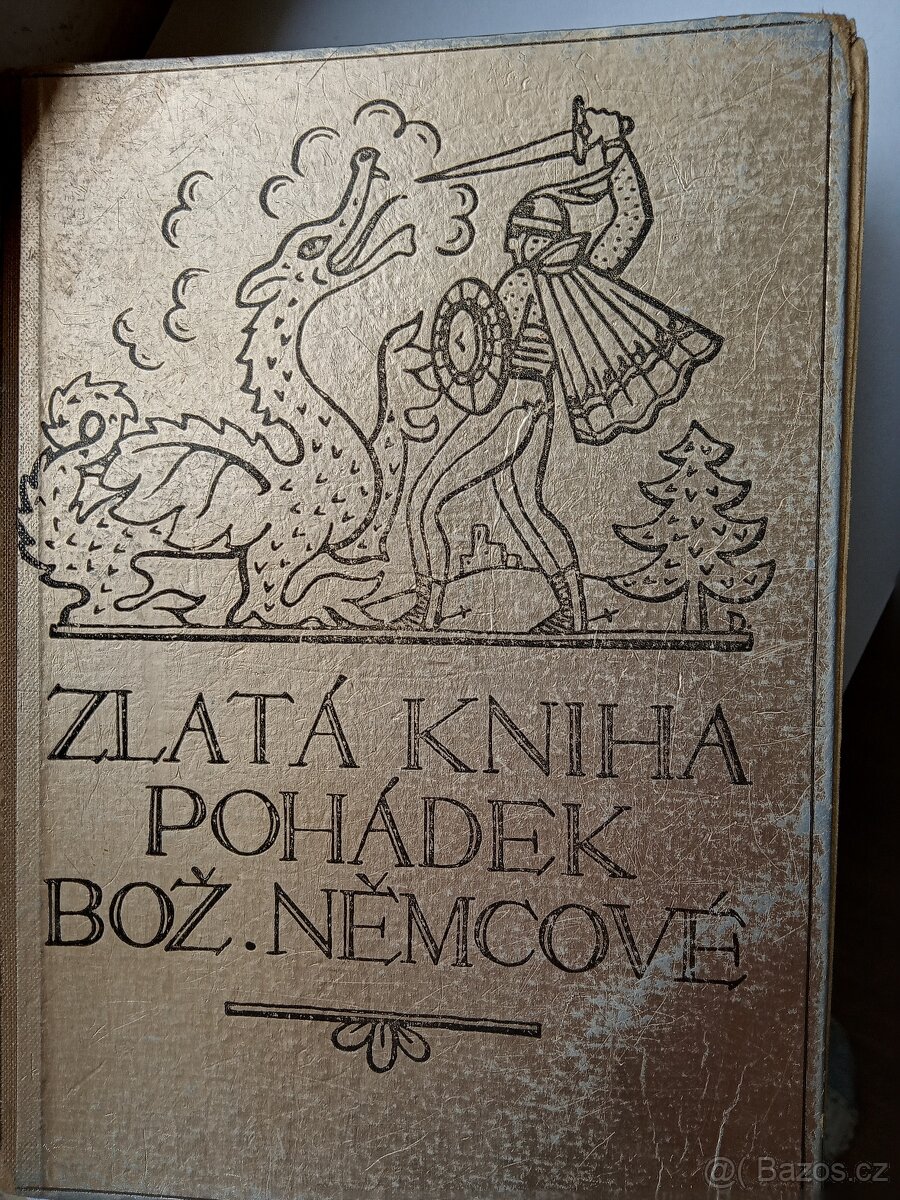 ZLATÁ KNIHA
POHÁDEK
BOŽ. NĚMCOVÉ
@( Bazos.cz